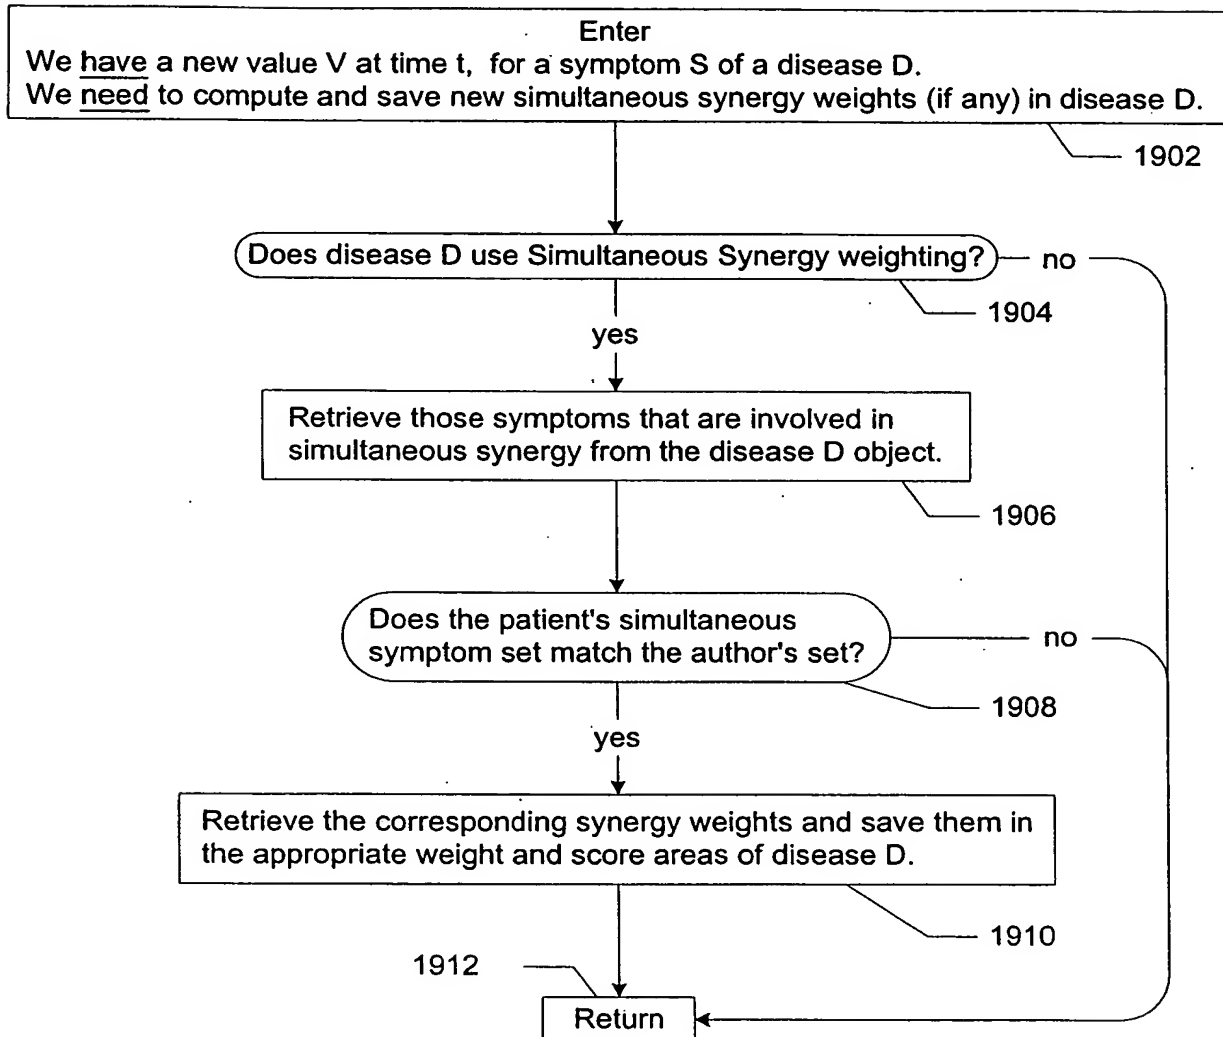 Enter
We have a new value V at time t, for a symptom S of a disease D.
We need to compute and save new simultaneous synergy weights (if any) in disease D.
1902
Does disease D use Simultaneous Synergy weighting?
no
1904
yes
Retrieve those symptoms that are involved in
simultaneous synergy from the disease D object.
1906
Does the patient's simultaneous
symptom set match the author's set?
no
1908
yes
Retrieve the corresponding synergy weights and save them in
the appropriate weight and score areas of disease D.
1910
1912
Return